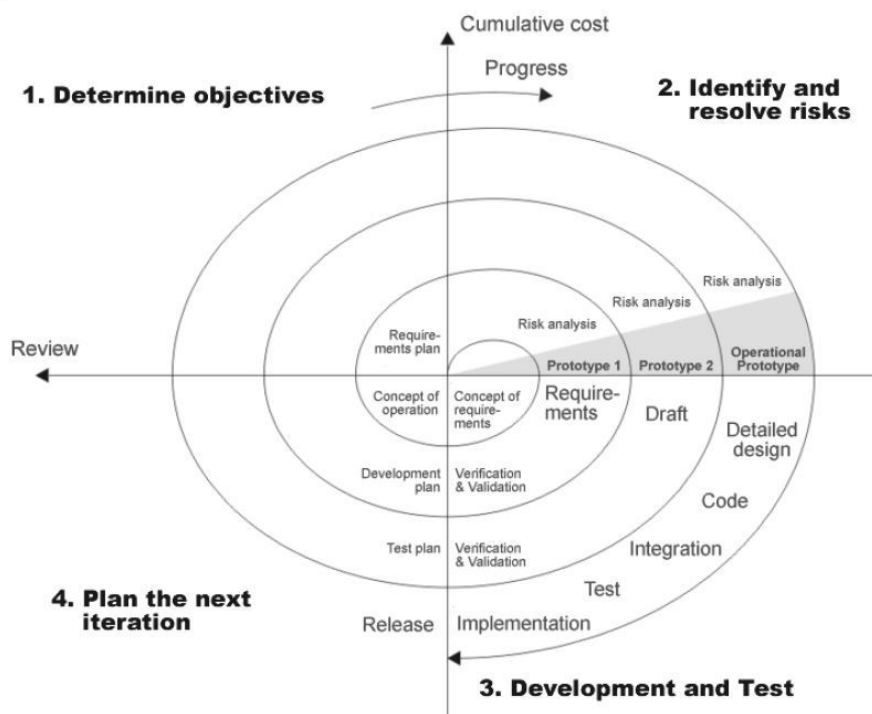 Cumulative cost
Progress
1. Determine objectives
2. Identify and
resolve risks
Risk analysis
Risk analysis
Risk analysis
Require-
ments plan
Review
Prototype 1
Prototype 2
Operational
Prototype
Concept of
operation
Concept of
require-
ments
Require-
ments
Draft
Detailed
design
Development
plan
Verification
& Validation
Code
Test plan
Verification
& Validation
Integration
Test
4. Plan the next
iteration
Release
Implementation
3. Development and Test